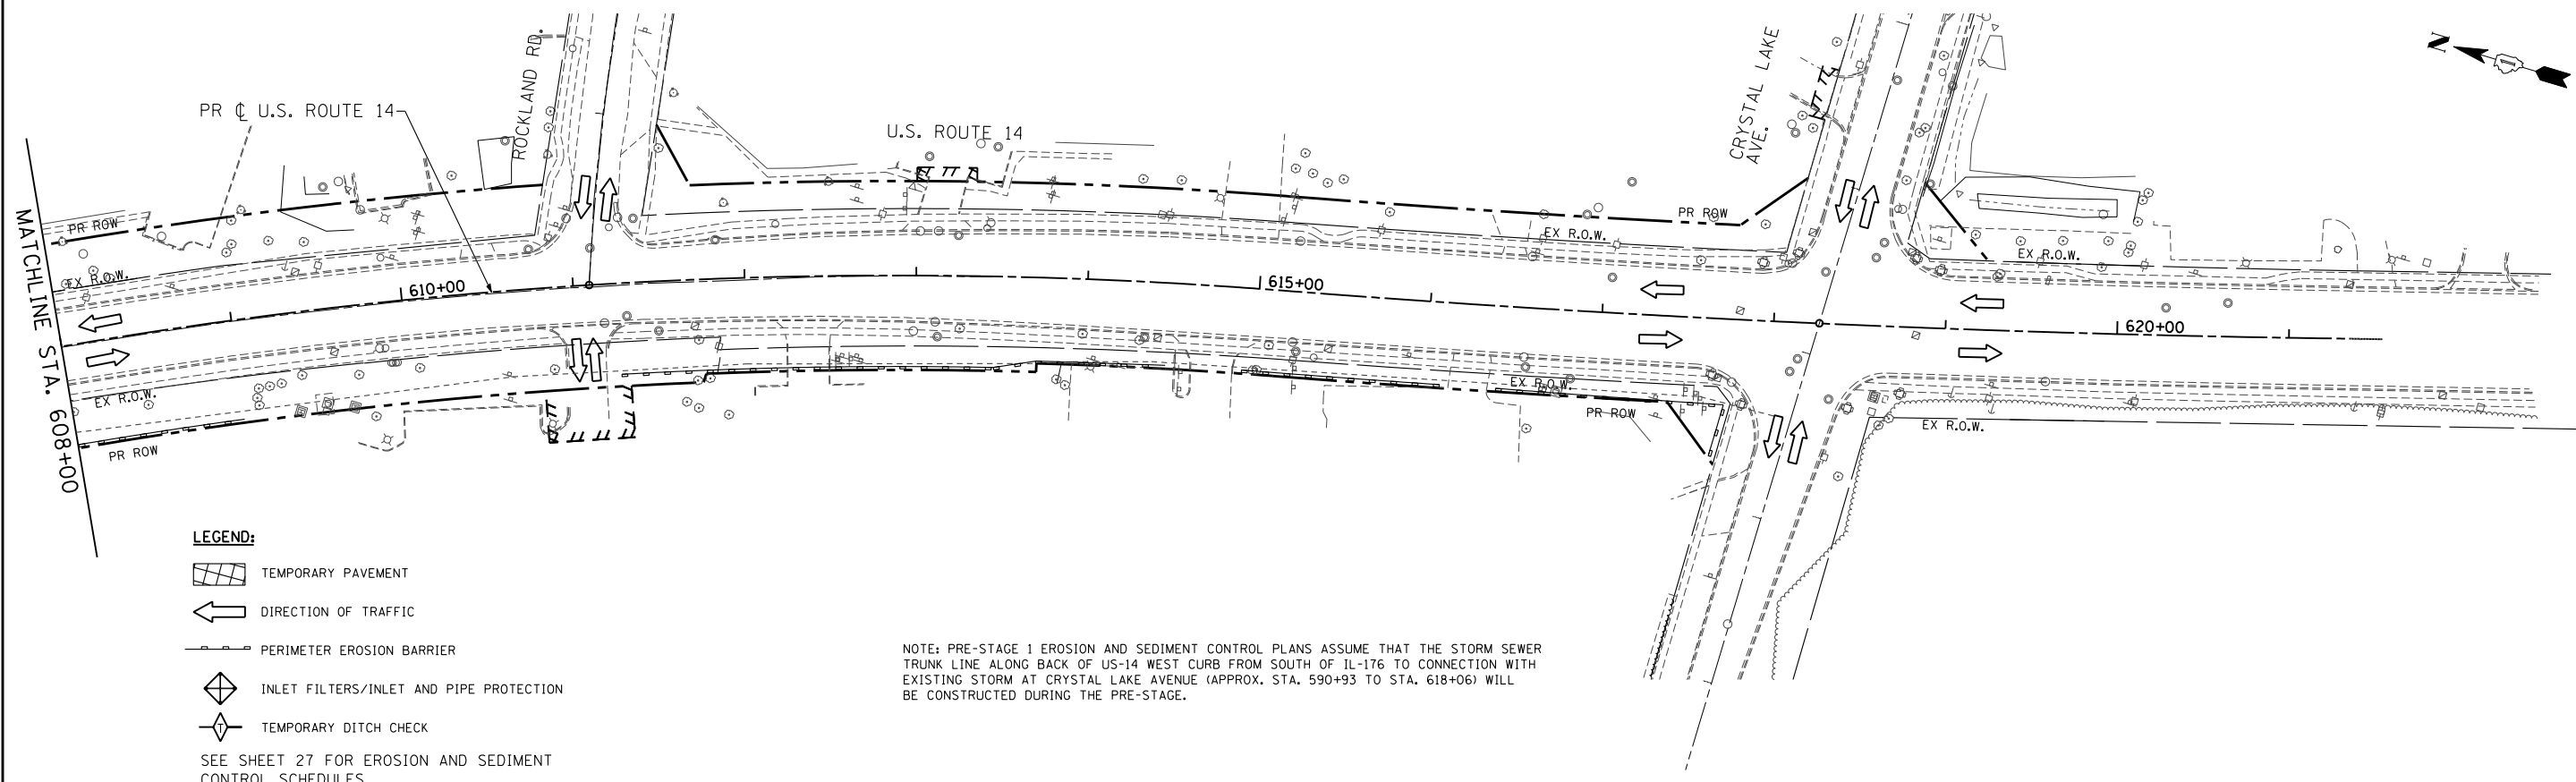 ROCKLAND RD.
CRYSTAL LAKE
AVE.
N
PR ℄ U.S. ROUTE 14
U.S. ROUTE 14
MATCHLINE STA. 608+00
PR ROW
EX R.O.W.
610+00
615+00
PR ROW
EX R.O.W.
EX R.O.W.
620+00
EX R.O.W.
PR ROW
EX R.O.W.
PR ROW
EX R.O.W.
LEGEND:
TEMPORARY PAVEMENT
DIRECTION OF TRAFFIC
PERIMETER EROSION BARRIER
INLET FILTERS/INLET AND PIPE PROTECTION
T
TEMPORARY DITCH CHECK
SEE SHEET 27 FOR EROSION AND SEDIMENT
CONTROL SCHEDULES
NOTE: PRE-STAGE 1 EROSION AND SEDIMENT CONTROL PLANS ASSUME THAT THE STORM SEWER
TRUNK LINE ALONG BACK OF US-14 WEST CURB FROM SOUTH OF IL-176 TO CONNECTION WITH
EXISTING STORM AT CRYSTAL LAKE AVENUE (APPROX. STA. 590+93 TO STA. 618+06) WILL
BE CONSTRUCTED DURING THE PRE-STAGE.